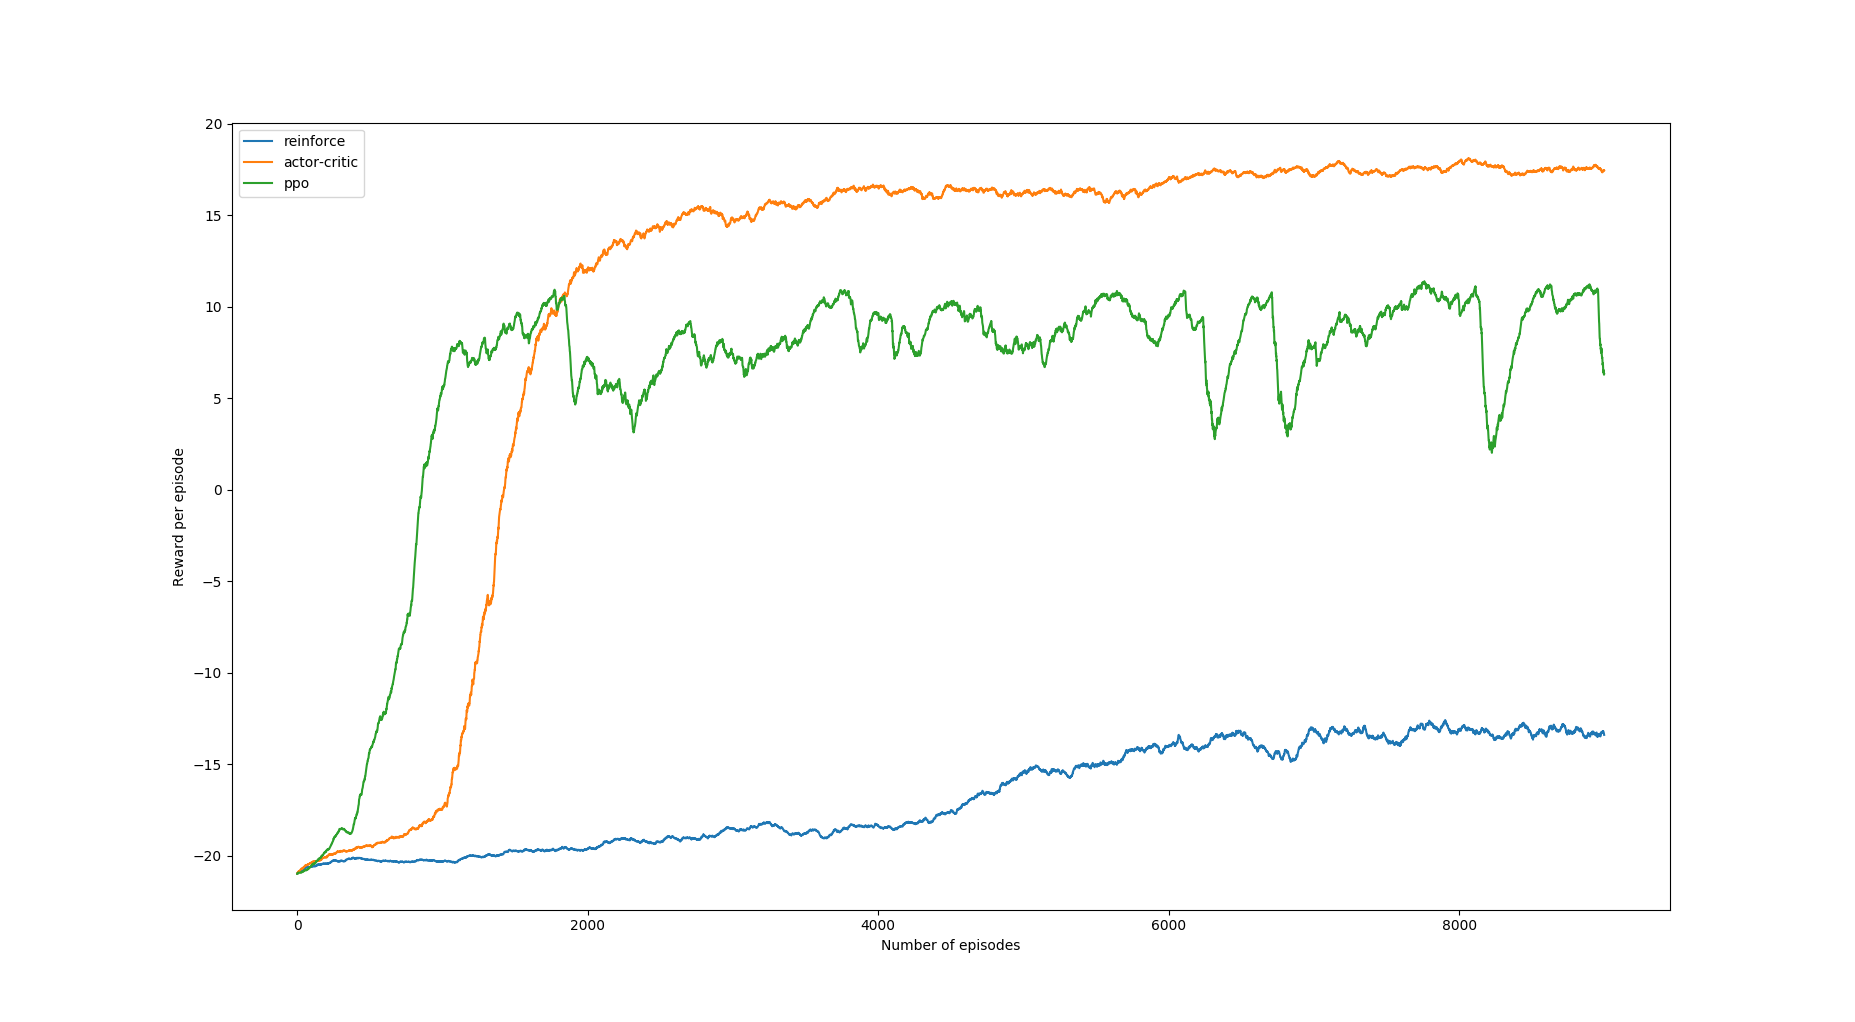 reinforce
actor-critic
ppo
20
15
10
5
0
−5
−10
−15
−20
Reward per episode
0 2000 4000 6000 8000
Number of episodes